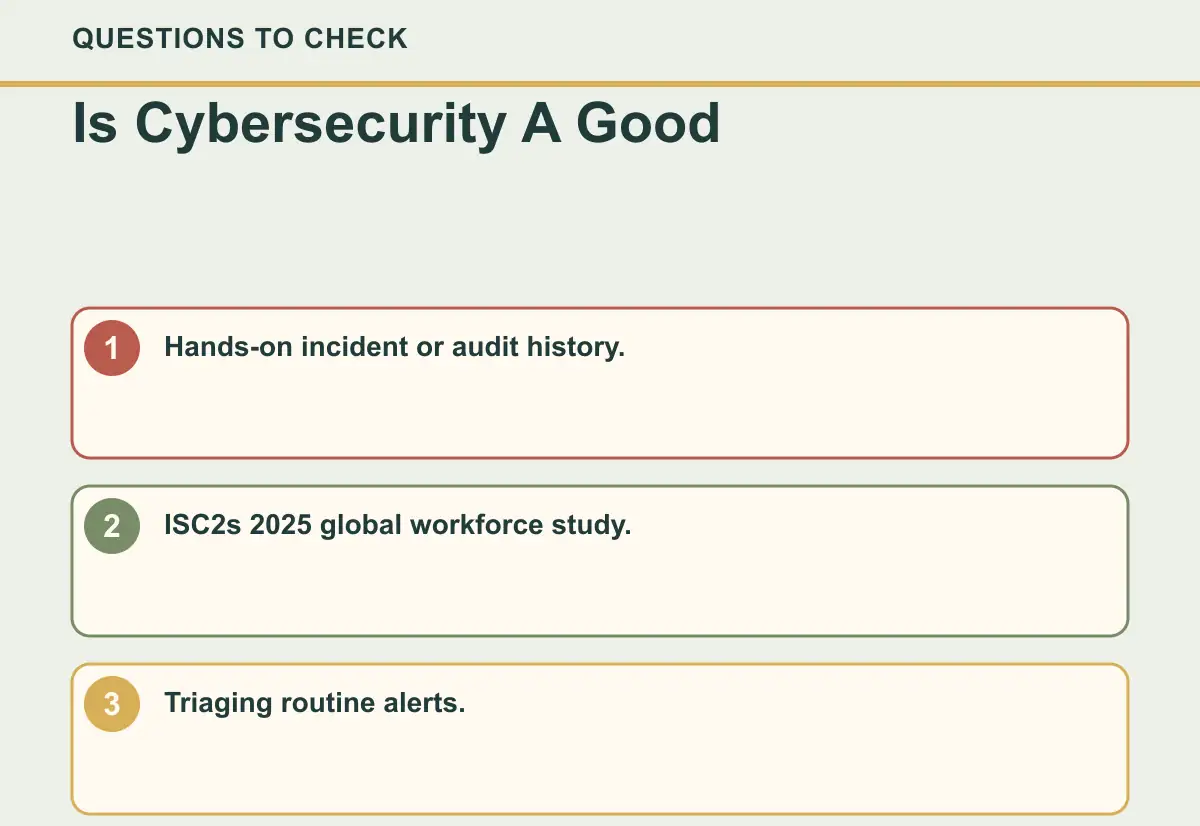 QUESTIONS TO CHECK
Is Cybersecurity A Good
1
Hands-on incident or audit history.
2
ISC2s 2025 global workforce study.
3
Triaging routine alerts.